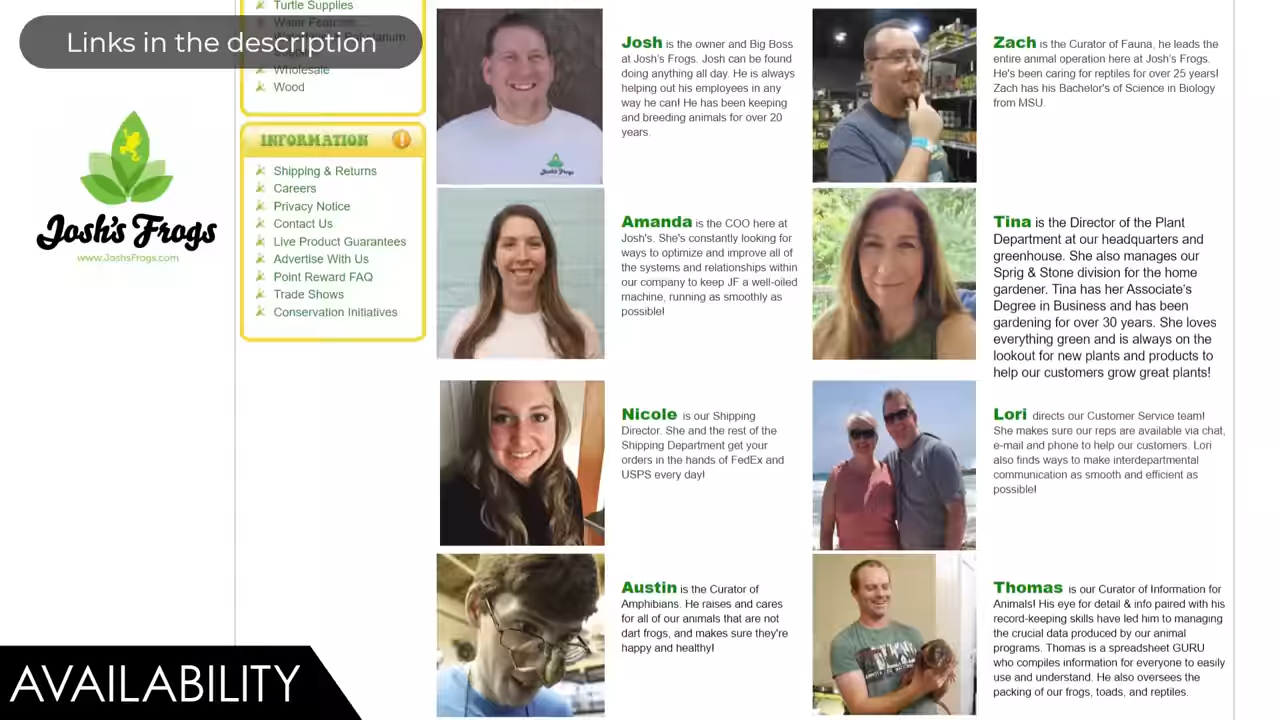 Links in the description
Turtle Supplies
Wholesale
Wood
INFORMATION
Shipping & Returns
Careers
Privacy Notice
Contact Us
Live Product Guarantees
Advertise With Us
Point Reward FAQ
Trade Shows
Conservation Initiatives
Josh's Frogs
www.JoshsFrogs.com
Josh is the owner and Big Boss
at Josh's Frogs. Josh can be found
doing anything all day. He is always
helping out his employees in any
way he can! He has been keeping
and breeding animals for over 20
years.
Josh's Frogs
Zach is the Curator of Fauna, he leads the
entire animal operation here at Josh's Frogs.
He's been caring for reptiles for over 25 years!
Zach has his Bachelor's of Science in Biology
from MSU.
Amanda is the COO here at
Josh's. She's constantly looking for
ways to optimize and improve all of
the systems and relationships within
our company to keep JF a well-oiled
machine, running as smoothly as
possible!
Tina is the Director of the Plant
Department at our headquarters and
greenhouse. She also manages our
Sprig & Stone division for the home
gardener. Tina has her Associate's
Degree in Business and has been
gardening for over 30 years. She loves
everything green and is always on the
lookout for new plants and products to
help our customers grow great plants!
Nicole is our Shipping
Director. She and the rest of the
Shipping Department get your
orders in the hands of FedEx and
USPS every day!
Lori directs our Customer Service team!
She makes sure our reps are available via chat,
e-mail and phone to help our customers. Lori
also finds ways to make interdepartmental
communication as smooth and efficient as
possible!
Austin is the Curator of
Amphibians. He raises and cares
for all of our animals that are not
dart frogs, and makes sure they're
happy and healthy!
Thomas is our Curator of Information for
Animals! His eye for detail & info paired with his
record-keeping skills have led him to managing
the crucial data produced by our animal
programs. Thomas is a spreadsheet GURU
who compiles information for everyone to easily
use and understand. He also oversees the
packing of our frogs, toads, and reptiles.
AVAILABILITY